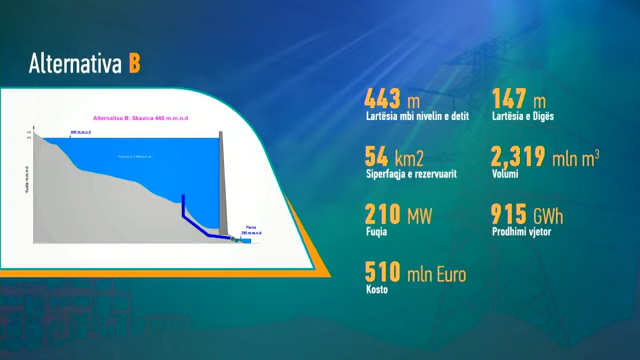 Alternativa B
Alternativa B: Skavica 440 m.m.n.d
443 m
Lartësia mbi nivelin e detit
147 m
Lartësia e Digës
54 km2
Siperfaqja e rezervuarit
2,319 mln m³
Volumi
210 MW
Fuqia
915 GWh
Prodhimi vjetor
510 mln Euro
Kosto